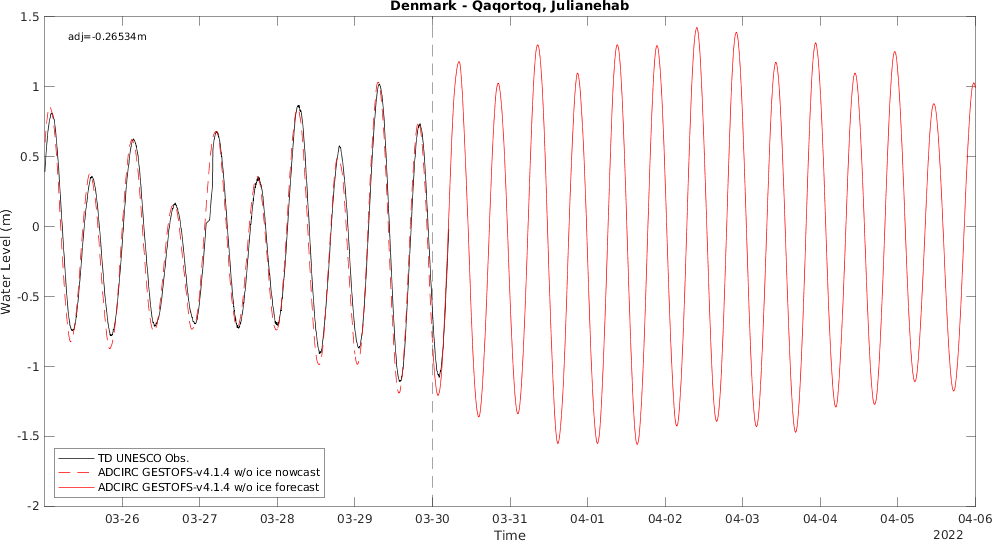 Denmark - Qaqortoq, Julianehab
adj=-0.26534m
1.5
1
0.5
0
-0.5
-1
-1.5
-2
Water Level (m)
TD UNESCO Obs.
ADCIRC GESTOFS-v4.1.4 w/o ice nowcast
ADCIRC GESTOFS-v4.1.4 w/o ice forecast
03-26 03-27 03-28 03-29 03-30 03-31 04-01 04-02 04-03 04-04 04-05 04-06
Time
2022